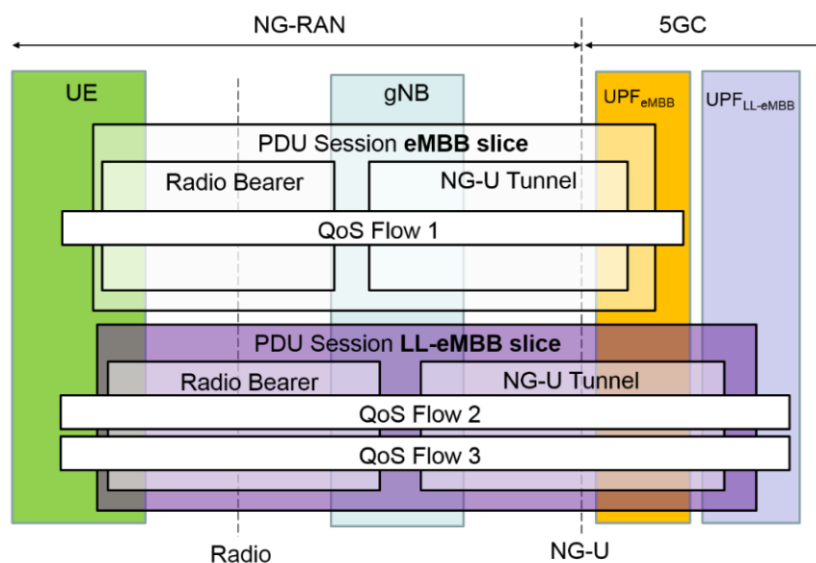 NG-RAN
5GC
UE
gNB
UPFeMBB
UPFLL-eMBB
PDU Session eMBB slice
Radio Bearer
NG-U Tunnel
QoS Flow 1
PDU Session LL-eMBB slice
Radio Bearer
NG-U Tunnel
QoS Flow 2
QoS Flow 3
Radio
NG-U